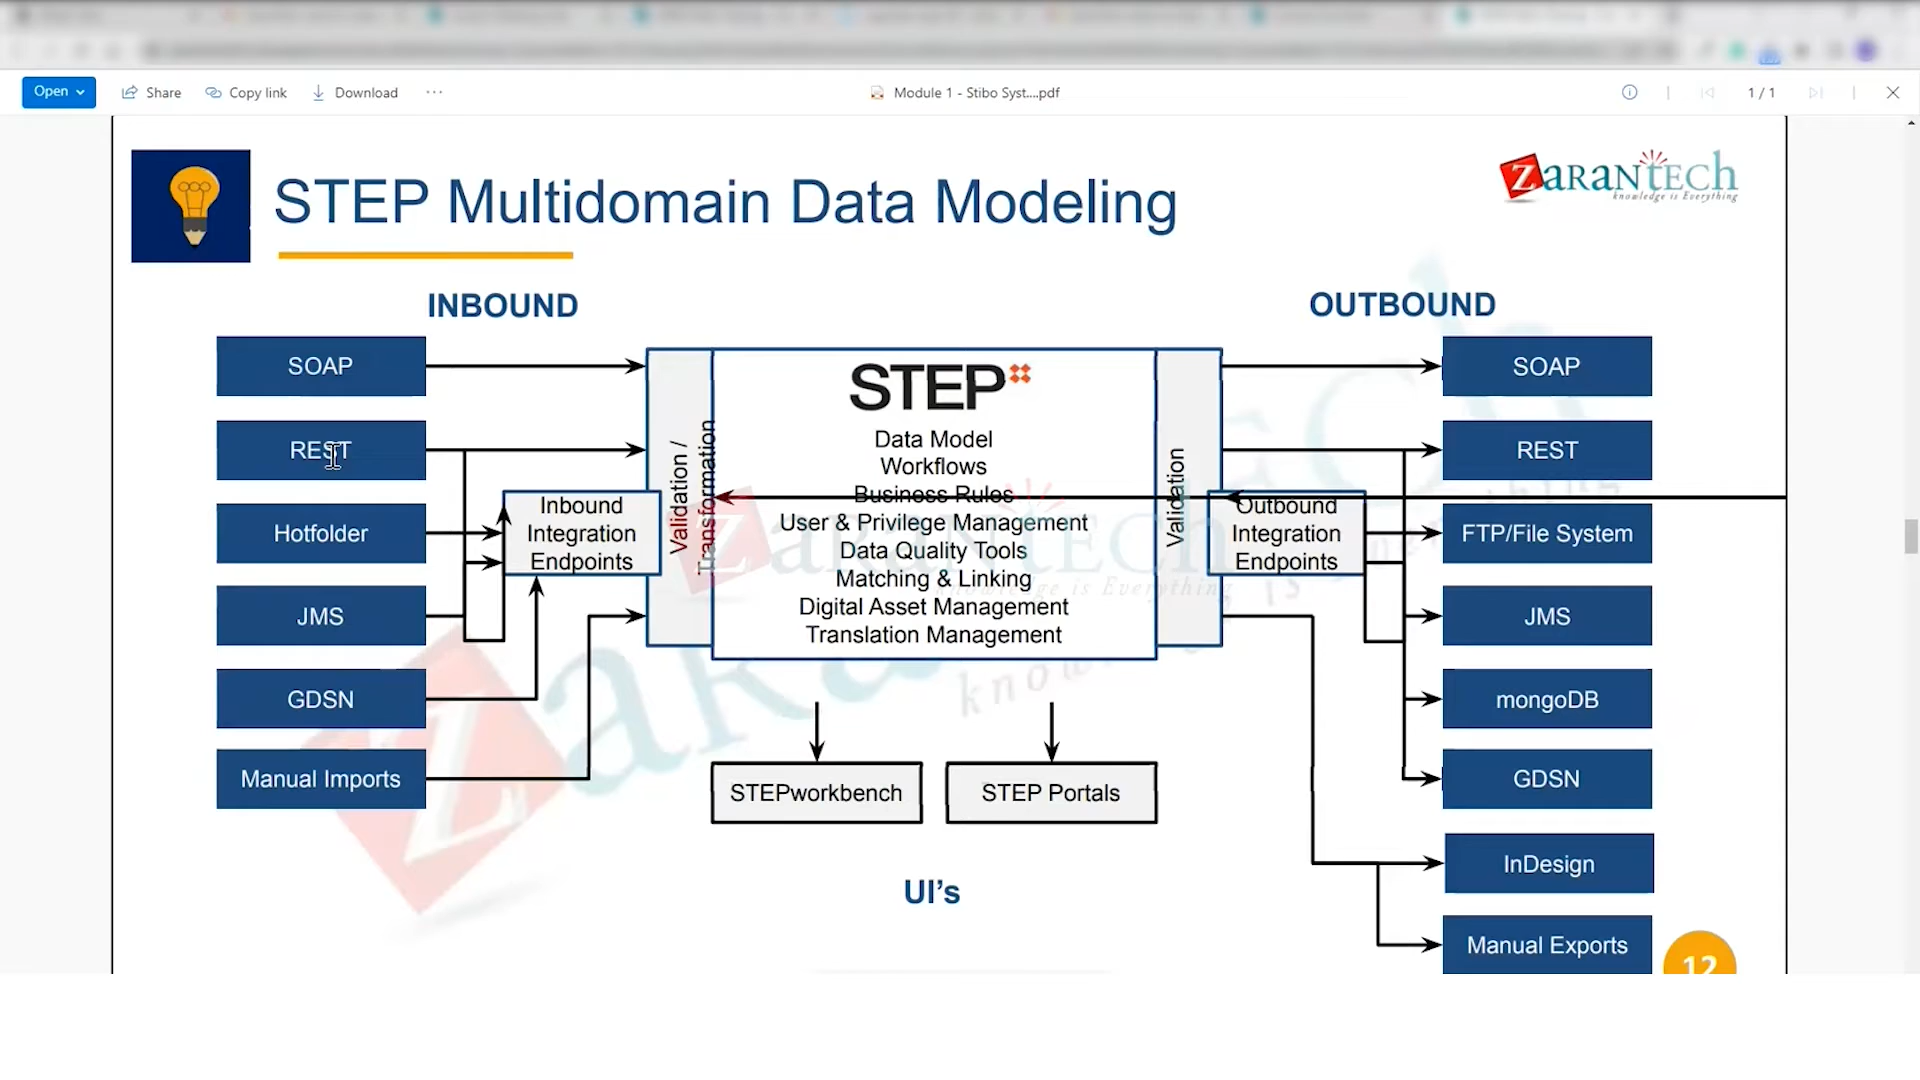 Open
Share
Copy link
Download
Module 1 - Stibo Syst....pdf
1 / 1
STEP Multidomain Data Modeling
ZARANTECH
knowledge is Everything
INBOUND
OUTBOUND
SOAP
REST
Hotfolder
JMS
GDSN
Manual Imports
Inbound
Integration
Endpoints
Validation /
Transformation
STEP
Data Model
Workflows
Business Rules
User & Privilege Management
Data Quality Tools
Matching & Linking
Digital Asset Management
Translation Management
Validation
Outbound
Integration
Endpoints
SOAP
REST
FTP/File System
JMS
mongoDB
GDSN
InDesign
Manual Exports
STEPworkbench
STEP Portals
UI's
12